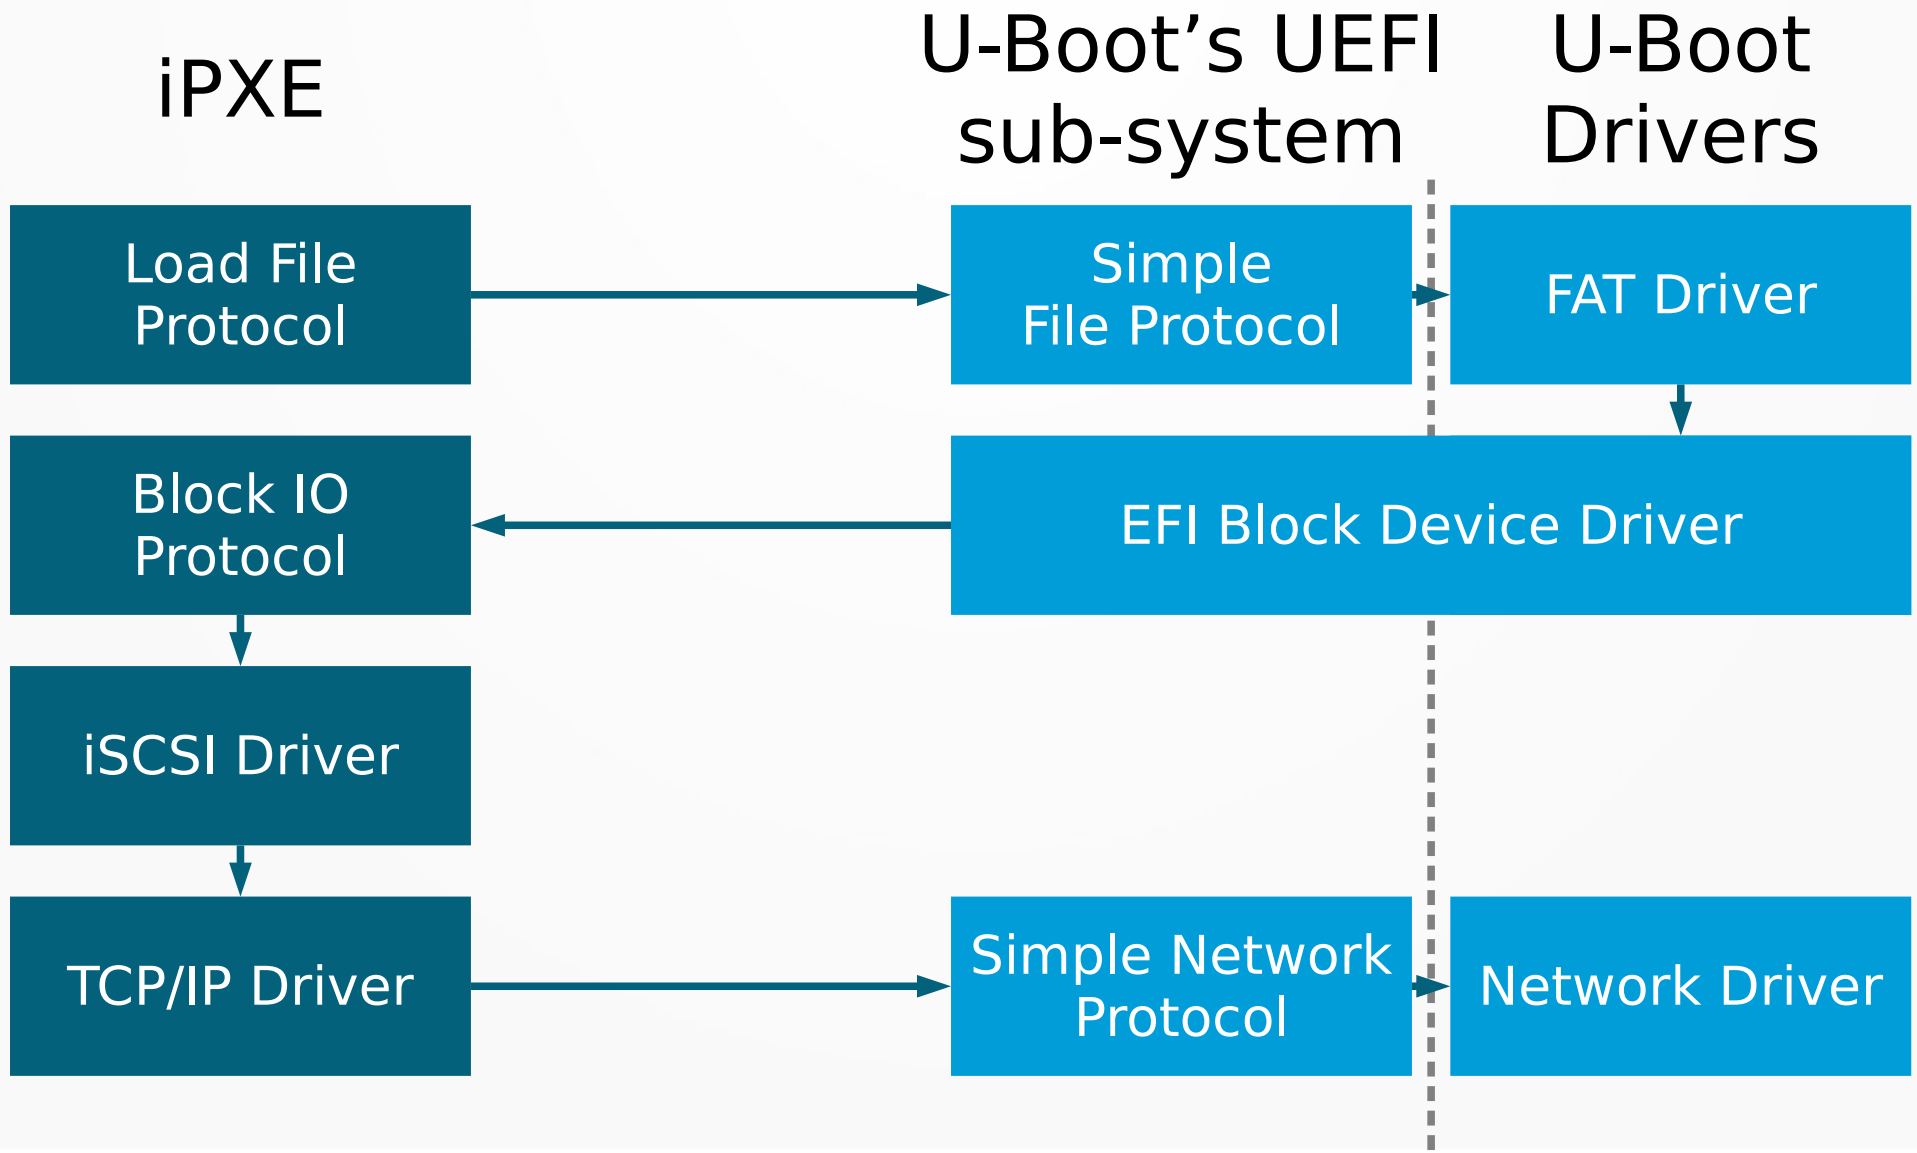 iPXE
U-Boot’s UEFI
sub-system
U-Boot
Drivers
Load File
Protocol
Simple
File Protocol
FAT Driver
Block IO
Protocol
EFI Block Device Driver
iSCSI Driver
TCP/IP Driver
Simple Network
Protocol
Network Driver